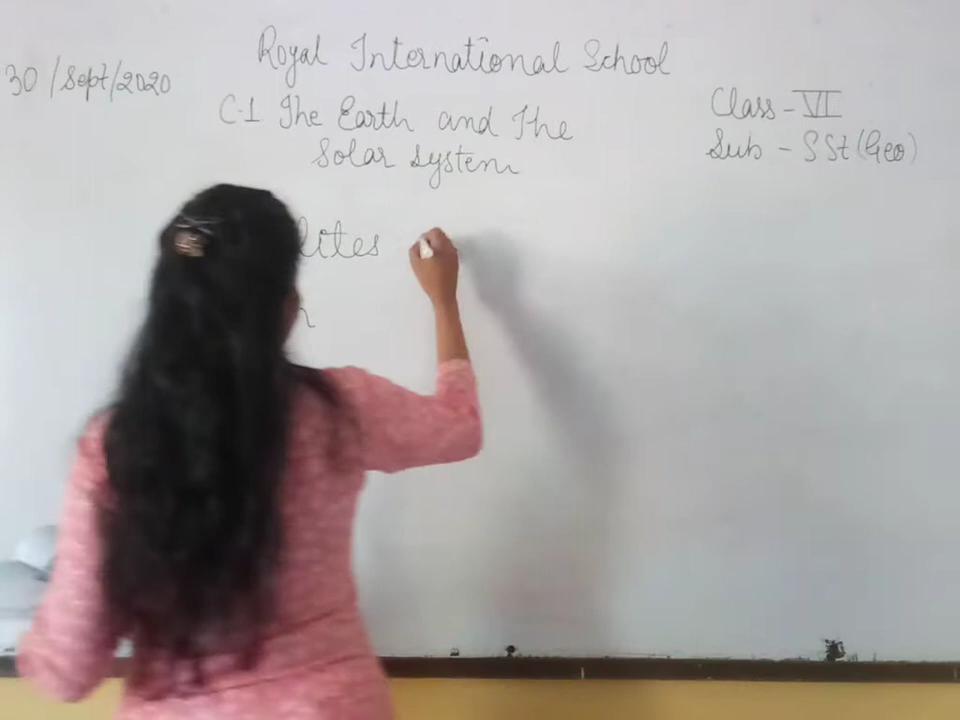 Royal International School
30/Sept/2020
C-1 The Earth and The
Solar System
Class - VI
Sub - SSt (Geo)